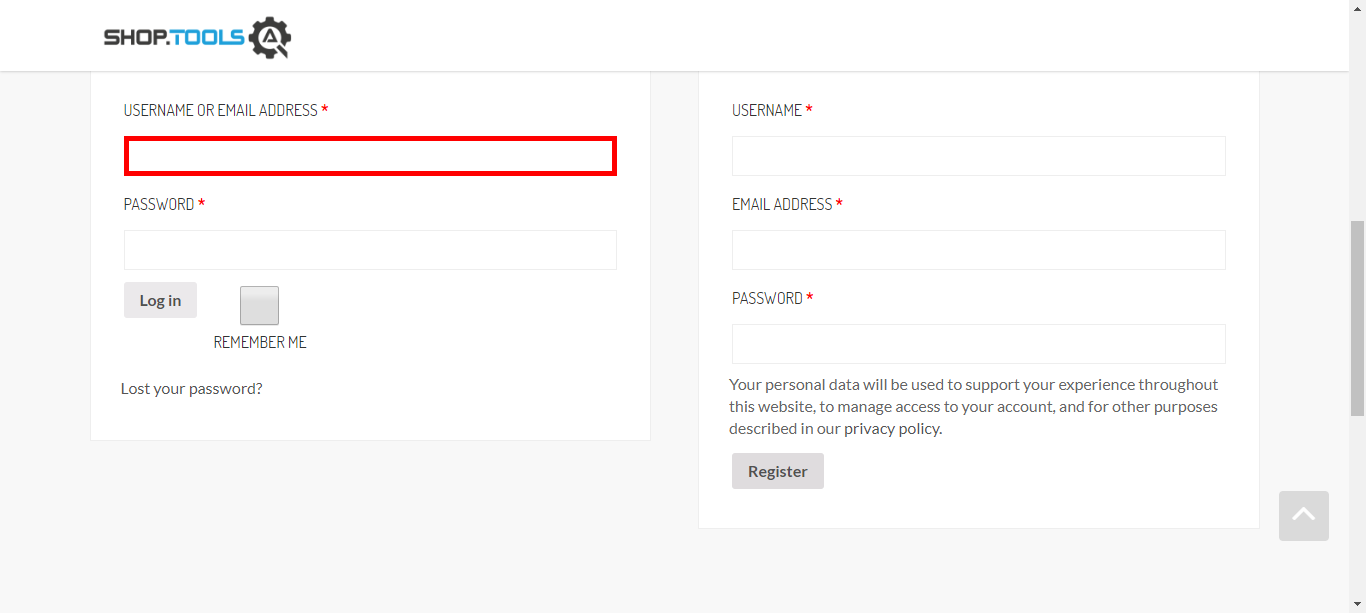 SHOP.TOOLS
USERNAME OR EMAIL ADDRESS *
PASSWORD *
Log in
REMEMBER ME
Lost your password?
USERNAME *
EMAIL ADDRESS *
PASSWORD *
Your personal data will be used to support your experience throughout
this website, to manage access to your account, and for other purposes
described in our privacy policy.
Register